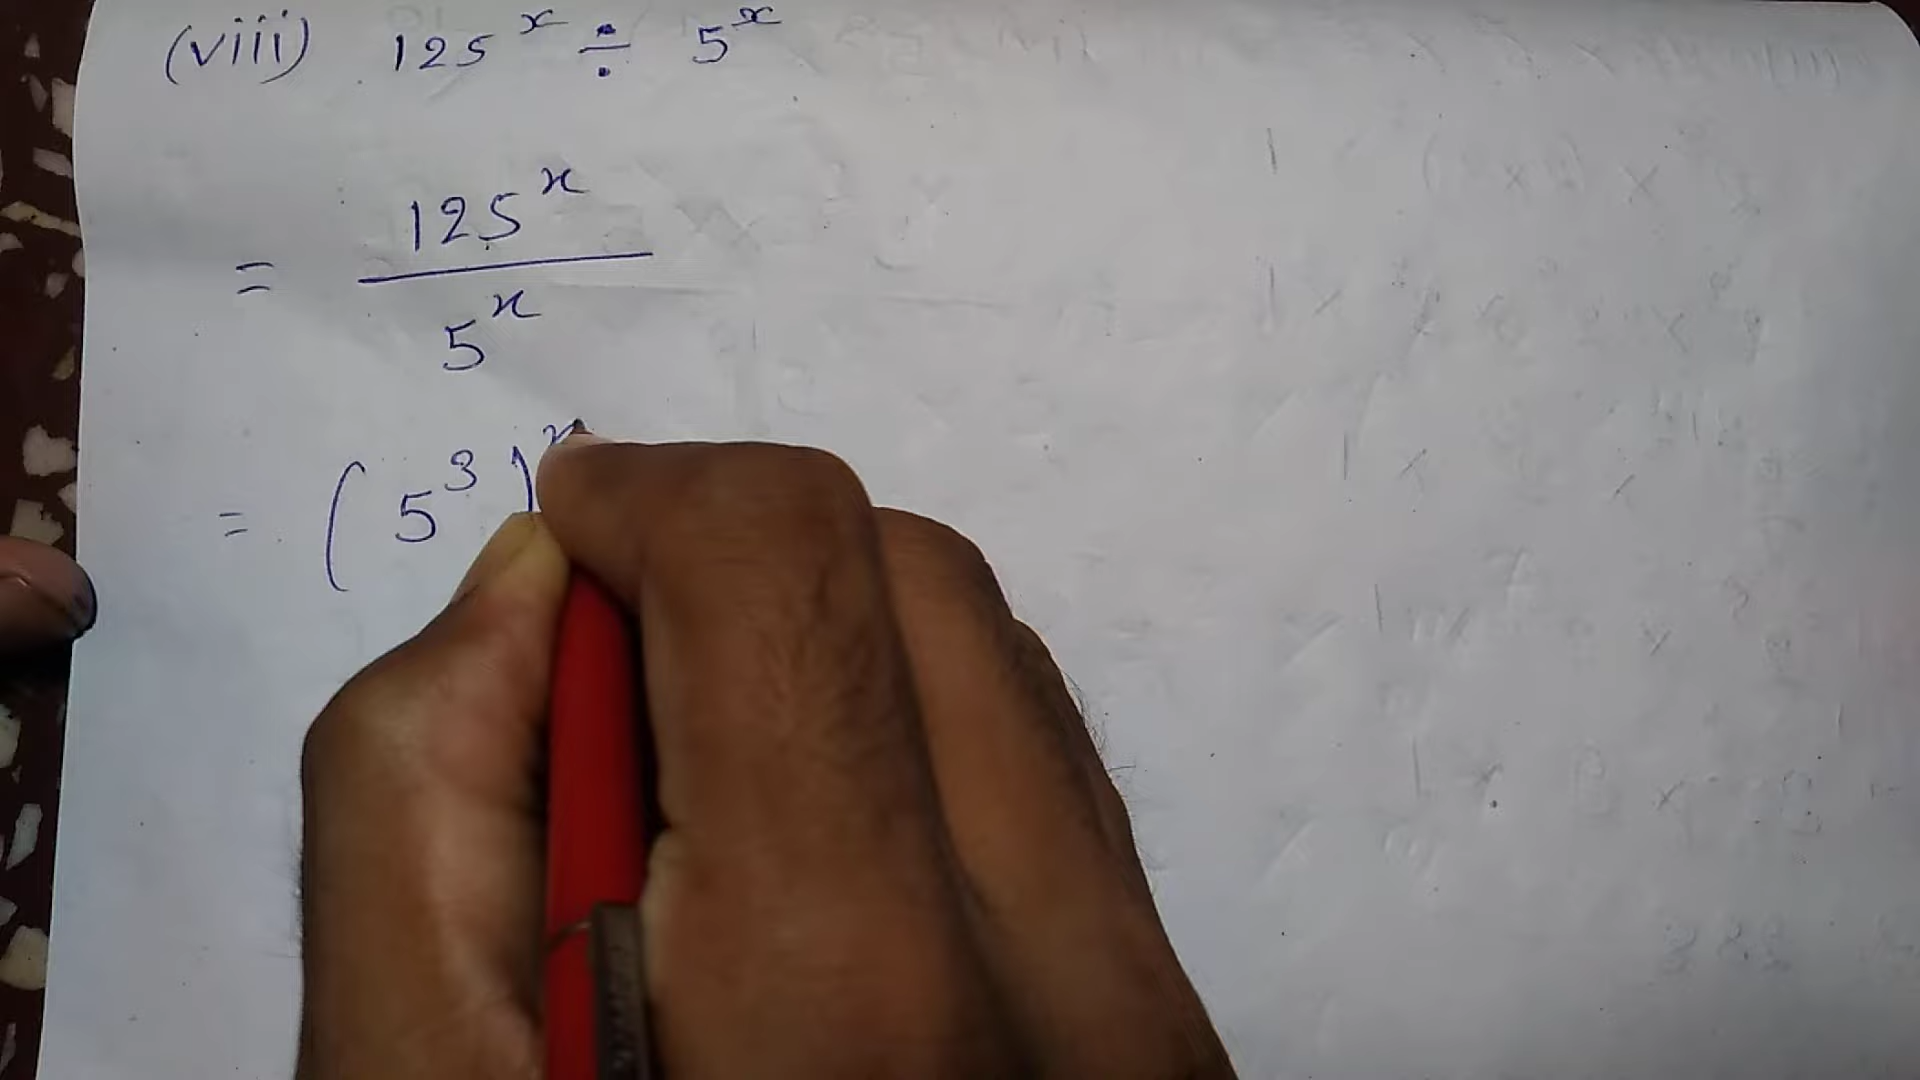 (viii) 125^x ÷ 5^x
= 125^x / 5^x
= (5^3)^x